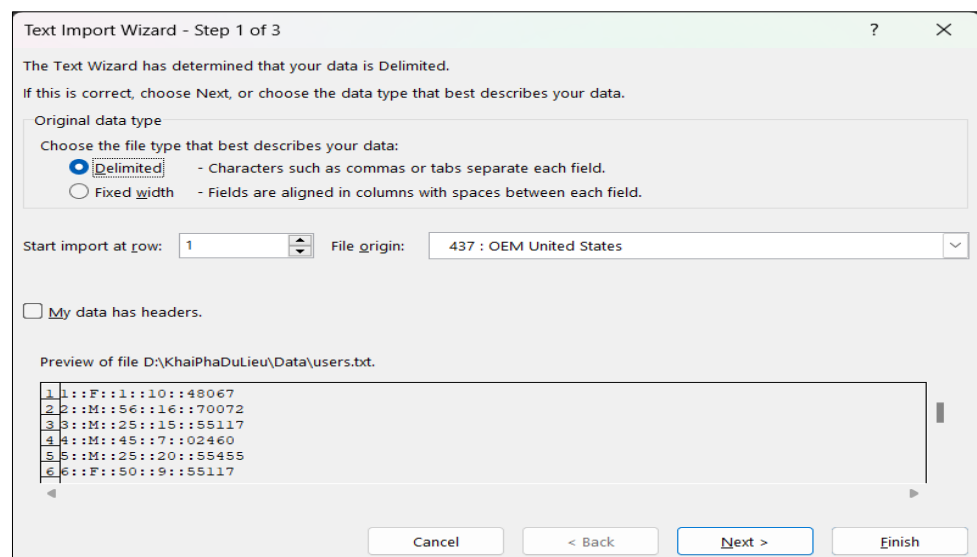 Text Import Wizard - Step 1 of 3 ?
The Text Wizard has determined that your data is Delimited.
If this is correct, choose Next, or choose the data type that best describes your data.
Original data type
Choose the file type that best describes your data:
Delimited - Characters such as commas or tabs separate each field.
Fixed width - Fields are aligned in columns with spaces between each field.
Start import at row: 1 File origin: 437 : OEM United States
My data has headers.
Preview of file D:\KhaiPhaDuLieu\Data\users.txt.
1 1::F::1::10::48067
2 2::M::56::16::70072
3 3::M::25::15::55117
4 4::M::45::7::02460
5 5::M::25::20::55455
6 6::F::50::9::55117
Cancel < Back Next > Finish